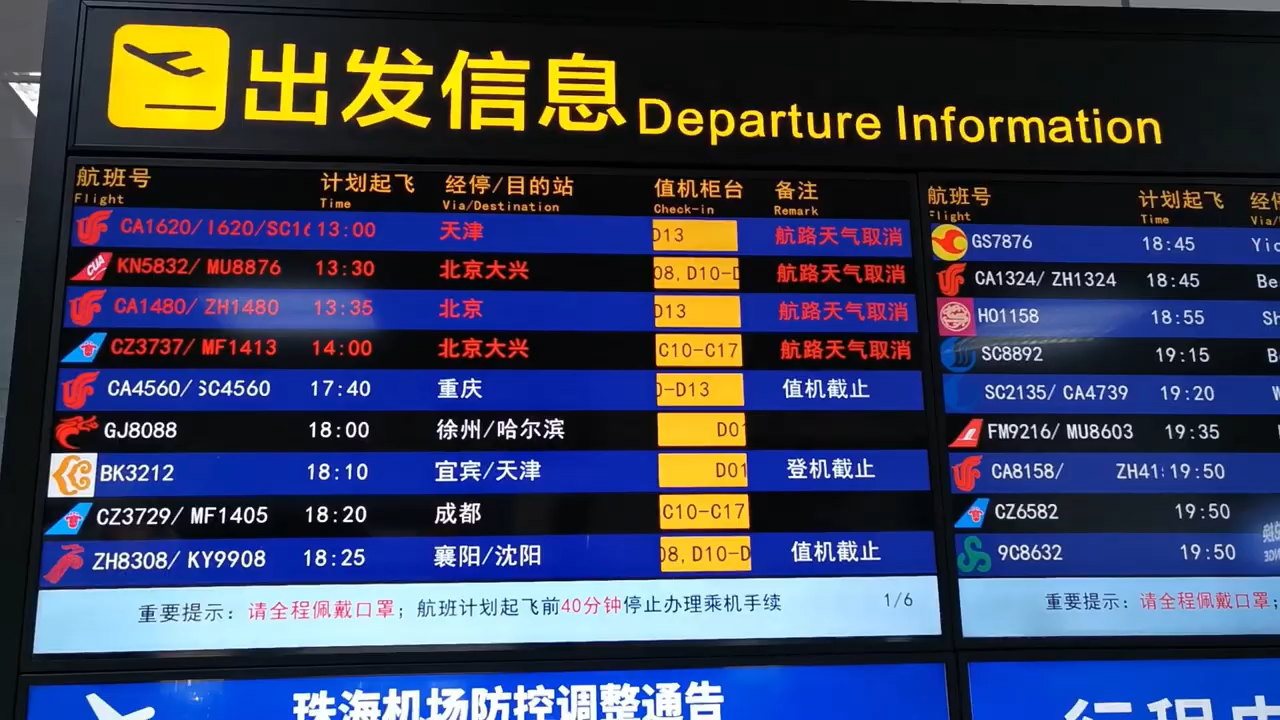 出发信息 Departure Information
航班号 计划起飞 经停/目的站 值机柜台 备注
Flight Time Via/Destination Check-in Remark
CA1620/I620/SC16 13:00 天津 D13 航路天气取消
KN5832/ MU8876 13:30 北京大兴 08,D10-D 航路天气取消
CA1480/ ZH1480 13:35 北京 D13 航路天气取消
CZ3737/ MF1413 14:00 北京大兴 C10-C17 航路天气取消
CA4560/ SC4560 17:40 重庆 0-D13 值机截止
GJ8088 18:00 徐州/哈尔滨 D01
BK3212 18:10 宜宾/天津 D01 登机截止
CZ3729/ MF1405 18:20 成都 C10-C17
ZH8308/ KY9908 18:25 襄阳/沈阳 08,D10-D 值机截止
重要提示：请全程佩戴口罩；航班计划起飞前40分钟停止办理乘机手续 1/6
航班号 计划起飞 经
Flight Time Via/
GS7876 18:45 Yic
CA1324/ ZH1324 18:45 Be
HO1158 18:55 Sh
SC8892 19:15 B
SC2135/ CA4739 19:20
FM9216/ MU8603 19:35
CA8158/ ZH41 19:50
CZ6582 19:50
9C8632 19:50
重要提示：请全程佩戴口罩；
珠海机场防控调整通告
行程